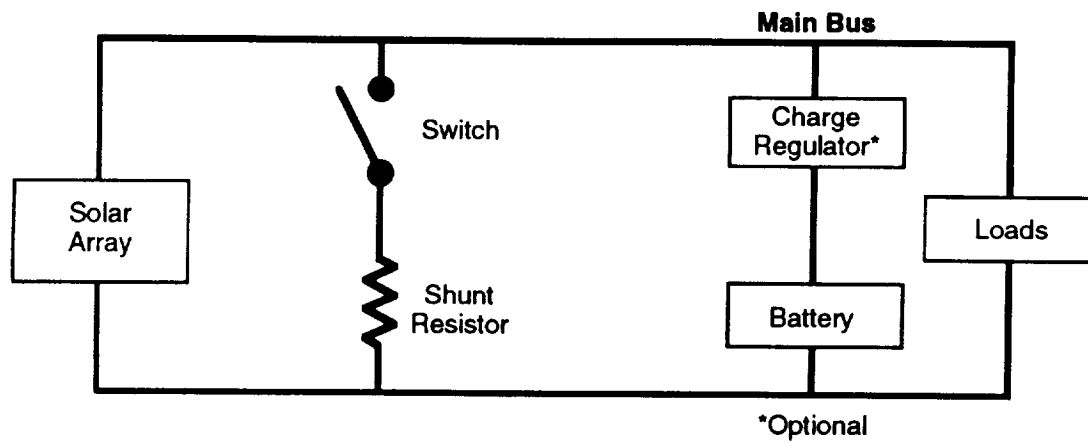 Main Bus
Switch
Charge
Regulator*
Solar
Array
Loads
Shunt
Resistor
Battery
*Optional